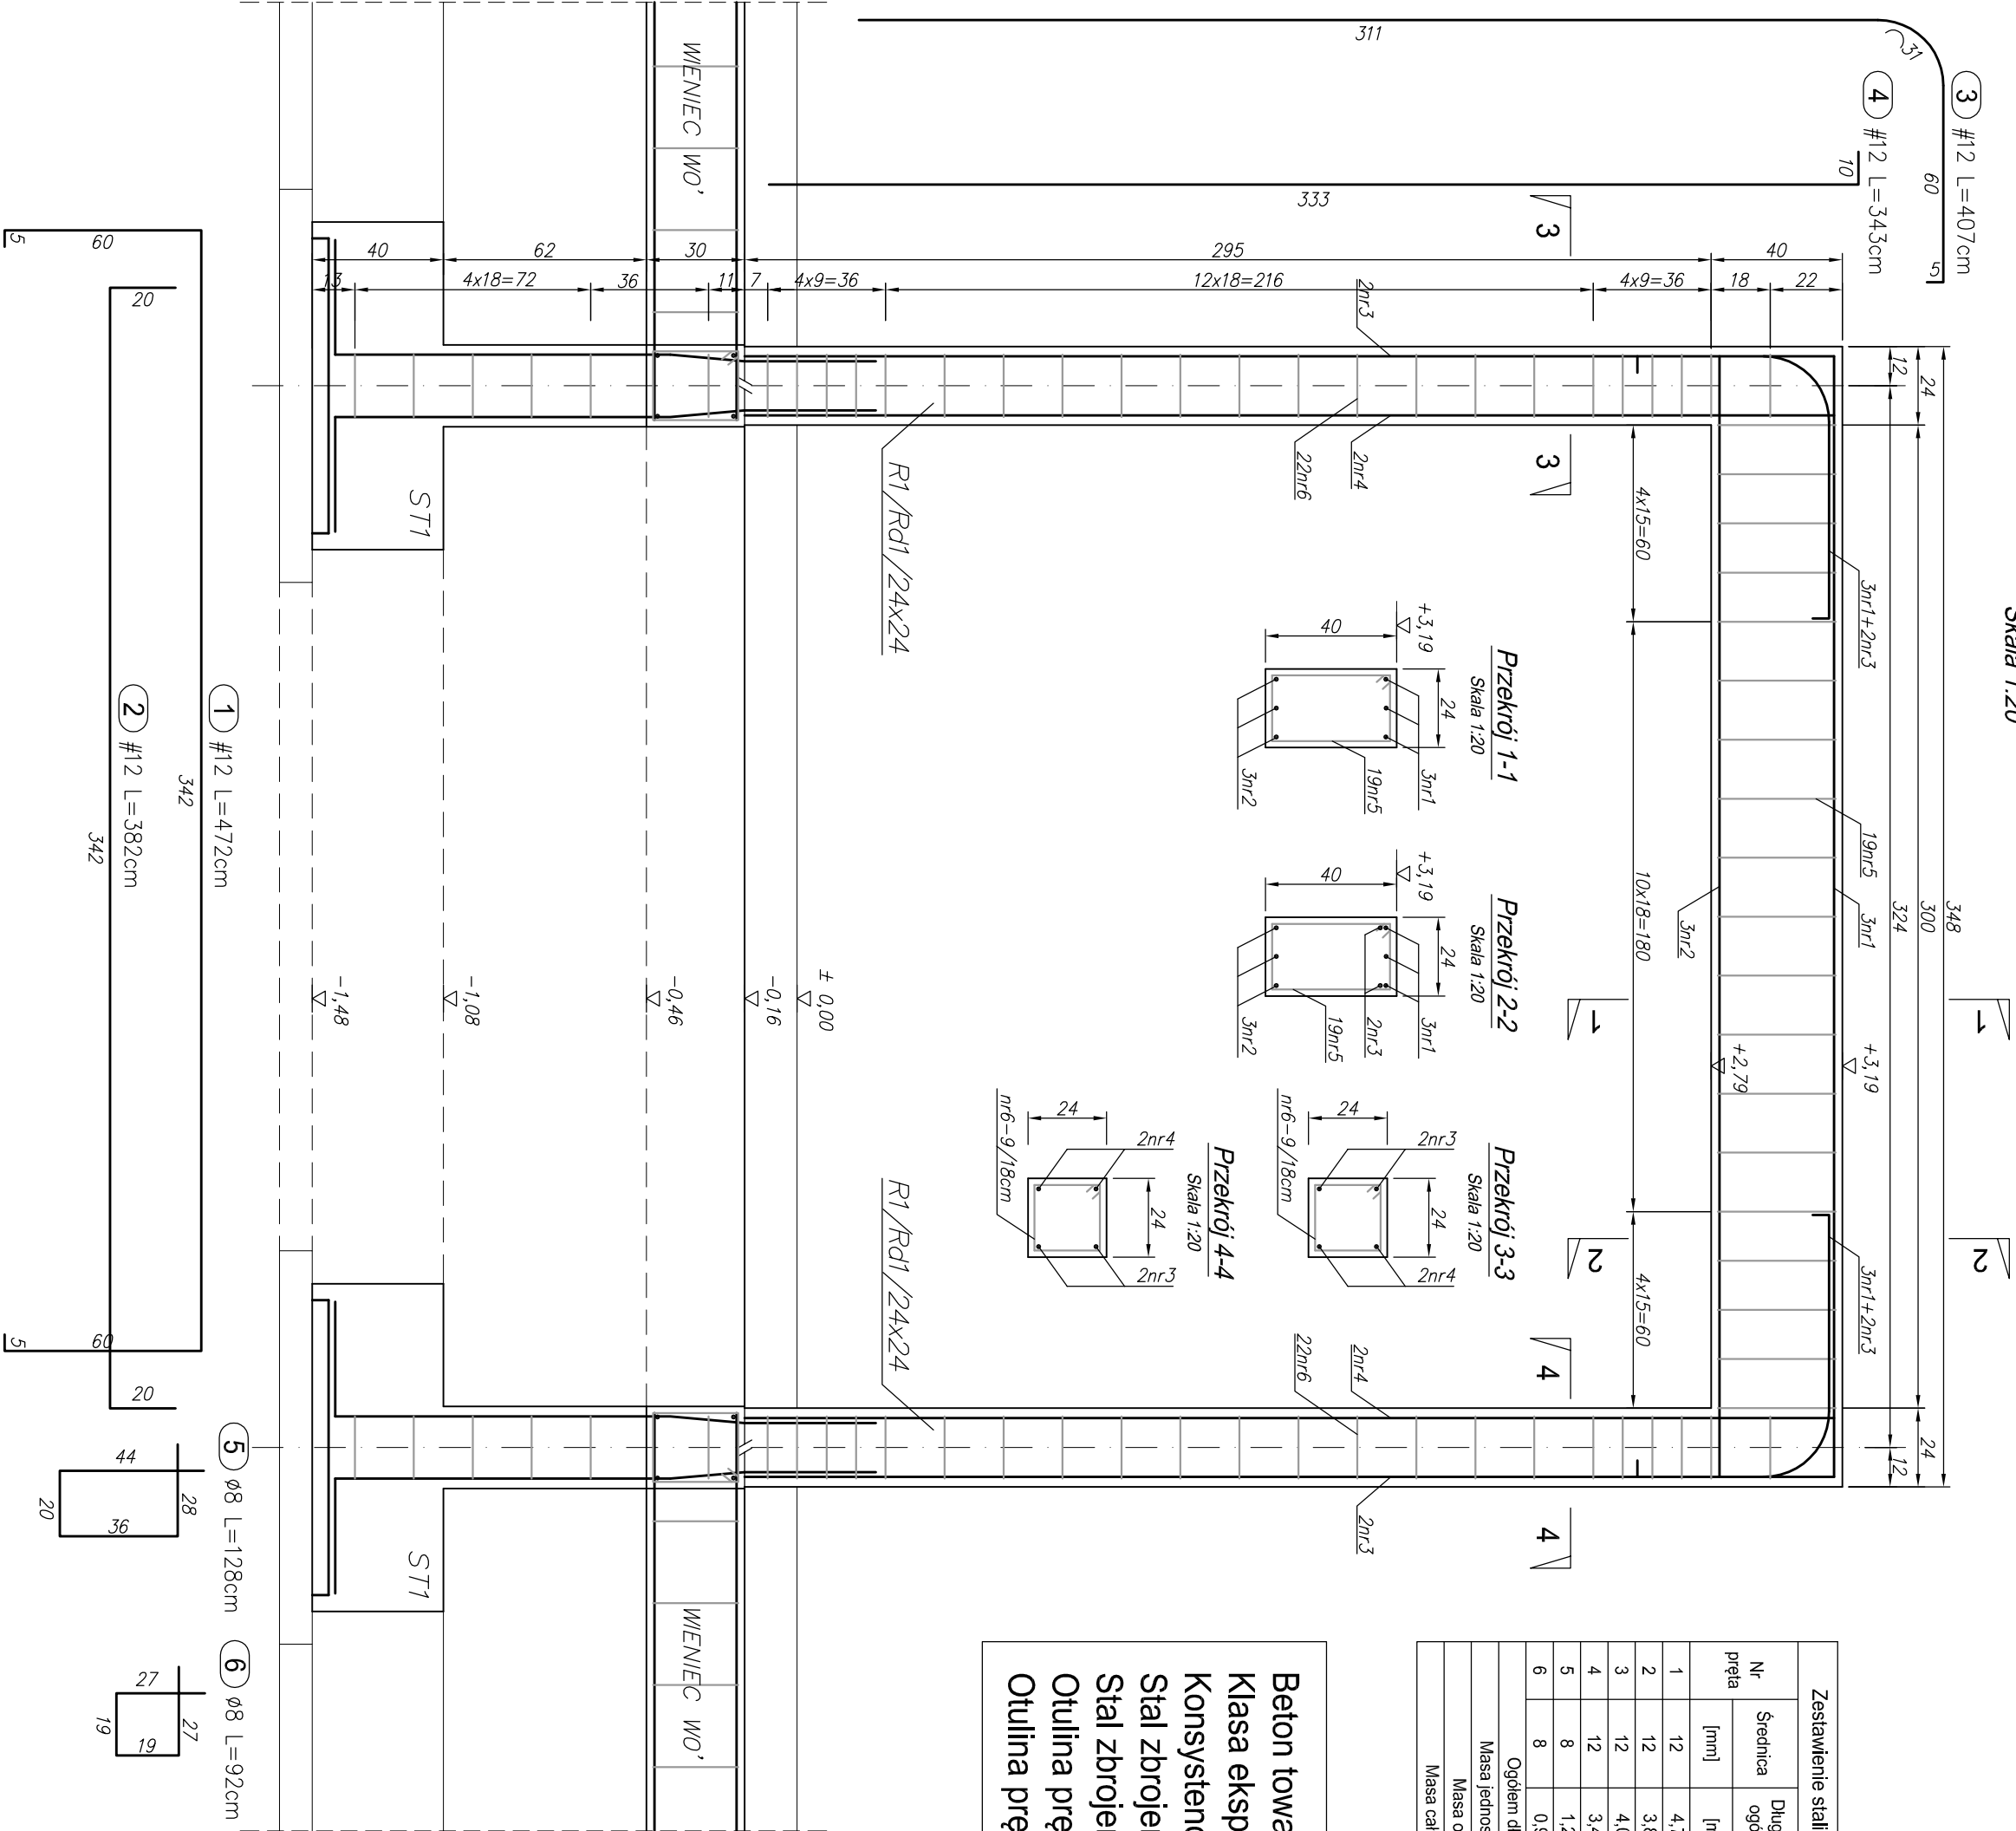 Skala 1:20
348
300
324
24
12
24
12
1
1
2
2
3
3
4
4
+3,19
+2,79
3nr1+2nr3
19nr5
3nr1
3nr2
3nr1+2nr3
4x15=60
10x18=180
4x15=60
40
295
30
62
40
22
18
4x9=36
12x18=216
4x9=36
7
11
36
4x18=72
13
2nr3
2nr4
22nr6
2nr4
22nr6
2nr3
R1/Rd1/24x24
R1/Rd1/24x24
Przekrój 1-1
Skala 1:20
24
40
+3,19
3nr1
19nr5
3nr2
Przekrój 2-2
Skala 1:20
24
40
+3,19
3nr1
2nr3
19nr5
3nr2
Przekrój 3-3
Skala 1:20
24
24
2nr3
2nr4
nr6-9/18cm
Przekrój 4-4
Skala 1:20
24
24
2nr4
2nr3
nr6-9/18cm
± 0,00
-0,16
-0,46
-1,08
-1,48
WIENIEC WO'
WIENIEC WO'
ST1
ST1
3 #12 L=407cm
311
31
60
5
4 #12 L=343cm
10
333
1 #12 L=472cm
342
60
5
60
5
2 #12 L=382cm
342
20
20
5 ø8 L=128cm
44
28
36
20
6 ø8 L=92cm
27
27
19
19
Zestawienie stali
Nr pręta
Średnica
[mm]
1 12
2 12
3 12
4 12
5 8
6 8
Ogółem
Masa
Masa
Masa
Beton
Klasa
Stal
Stal
Otulina
Otulina